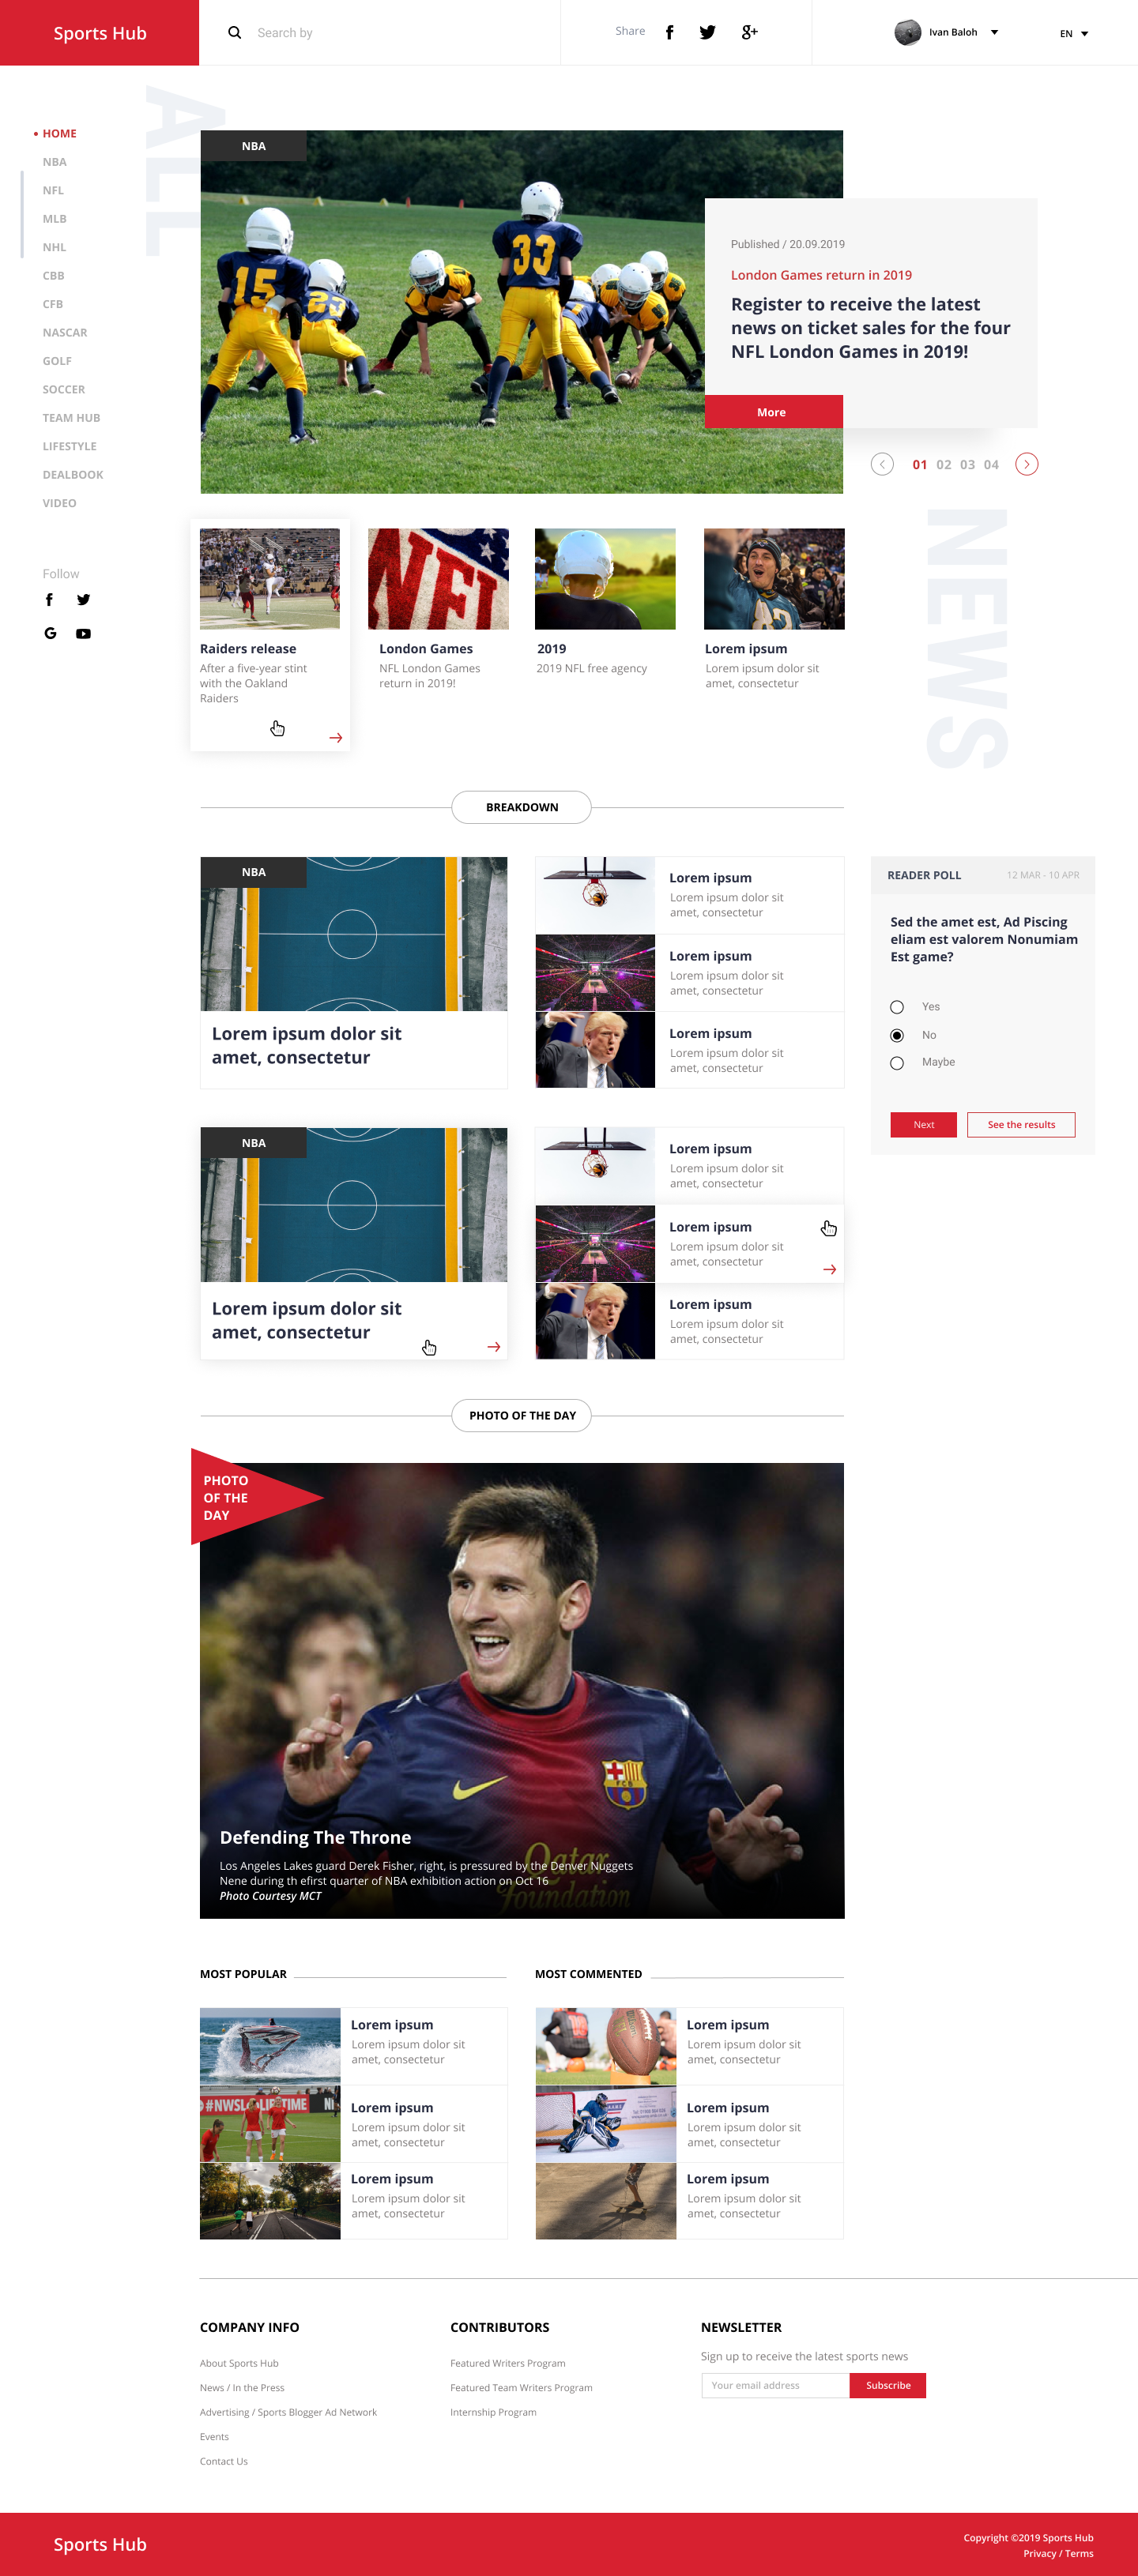 Sports Hub
Search by
Share
Ivan Baloh
EN
ALL
HOME
NBA
NFL
MLB
NHL
CBB
CFB
NASCAR
GOLF
SOCCER
TEAM HUB
LIFESTYLE
DEALBOOK
VIDEO
Follow
NBA
15
33
Published / 20.09.2019
London Games return in 2019
Register to receive the latest
news on ticket sales for the four
NFL London Games in 2019!
More
01 02 03 04
NEWS
NFL
Raiders release
After a five-year stint
with the Oakland
Raiders
London Games
NFL London Games
return in 2019!
2019
2019 NFL free agency
Lorem ipsum
Lorem ipsum dolor sit
amet, consectetur
BREAKDOWN
NBA
Lorem ipsum dolor sit
amet, consectetur
Lorem ipsum
Lorem ipsum dolor sit
amet, consectetur
Lorem ipsum
Lorem ipsum dolor sit
amet, consectetur
Lorem ipsum
Lorem ipsum dolor sit
amet, consectetur
READER POLL
12 MAR - 10 APR
Sed the amet est, Ad Piscing
eliam est valorem Nonumiam
Est game?
Yes
No
Maybe
Next
See the results
NBA
Lorem ipsum dolor sit
amet, consectetur
Lorem ipsum
Lorem ipsum dolor sit
amet, consectetur
Lorem ipsum
Lorem ipsum dolor sit
amet, consectetur
Lorem ipsum
Lorem ipsum dolor sit
amet, consectetur
PHOTO OF THE DAY
PHOTO
OF THE
DAY
FCB
Qatar
Foundation
Defending The Throne
Los Angeles Lakes guard Derek Fisher, right, is pressured by the Denver Nuggets
Nene during th efirst quarter of NBA exhibition action on Oct 16
Photo Courtesy MCT
MOST POPULAR
Lorem ipsum
Lorem ipsum dolor sit
amet, consectetur
#NWSL
Lorem ipsum
Lorem ipsum dolor sit
amet, consectetur
Lorem ipsum
Lorem ipsum dolor sit
amet, consectetur
MOST COMMENTED
Lorem ipsum
Lorem ipsum dolor sit
amet, consectetur
Lorem ipsum
Lorem ipsum dolor sit
amet, consectetur
Lorem ipsum
Lorem ipsum dolor sit
amet, consectetur
COMPANY INFO
About Sports Hub
News / In the Press
Advertising / Sports Blogger Ad Network
Events
Contact Us
CONTRIBUTORS
Featured Writers Program
Featured Team Writers Program
Internship Program
NEWSLETTER
Sign up to receive the latest sports news
Your email address
Subscribe
Sports Hub
Copyright ©2019 Sports Hub
Privacy / Terms